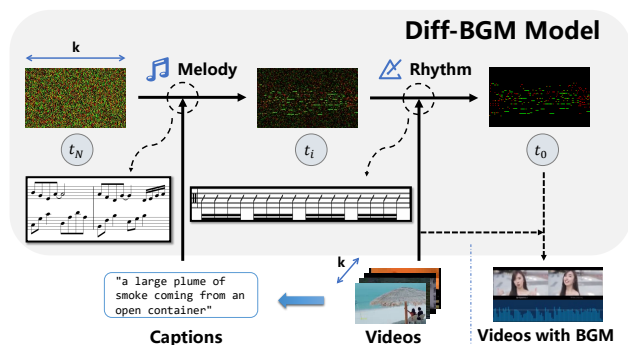 Diff-BGM Model
k
Melody
Rhythm
t_N
t_i
t_0
k
"a large plume of
smoke coming from an
open container"
Captions
Videos
Videos with BGM